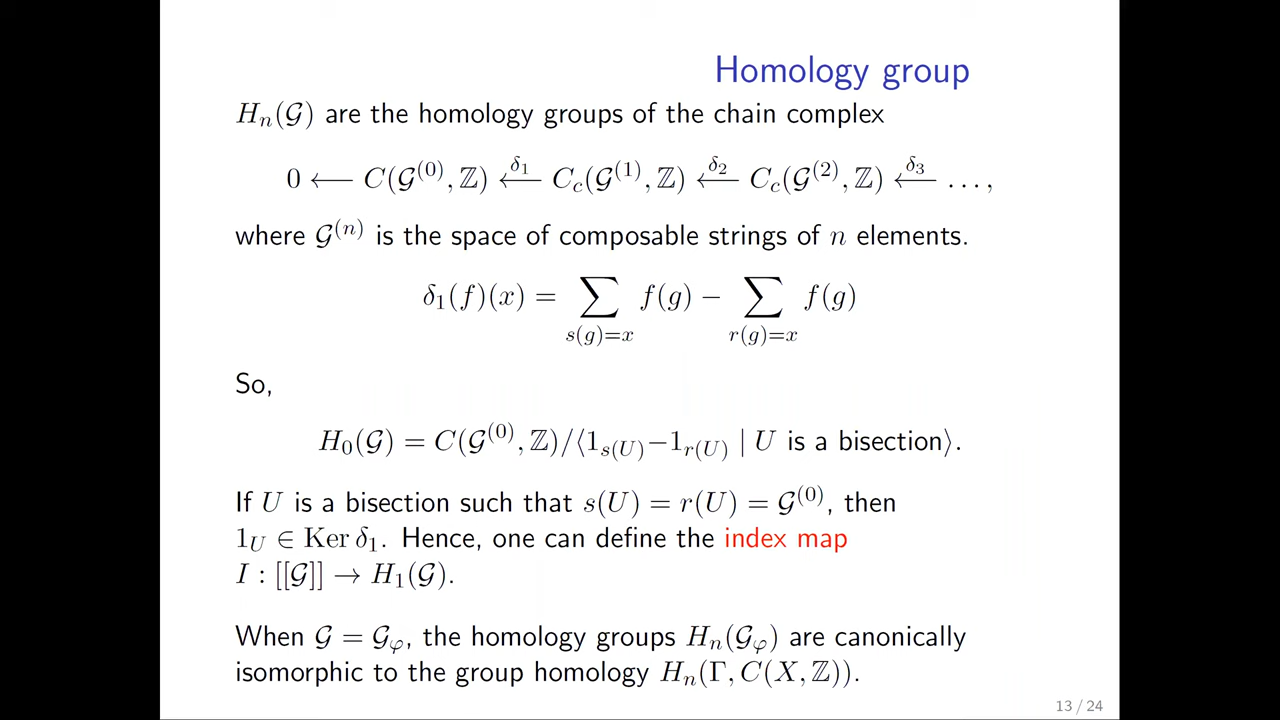 Homology group
Hₙ(𝒢) are the homology groups of the chain complex
0 ⟵ C(𝒢⁽⁰⁾, ℤ) ⟵^{δ₁} C_c(𝒢⁽¹⁾, ℤ) ⟵^{δ₂} C_c(𝒢⁽²⁾, ℤ) ⟵^{δ₃} …,
where 𝒢⁽ⁿ⁾ is the space of composable strings of n elements.
δ₁(f)(x) = ∑_{s(g)=x} f(g) − ∑_{r(g)=x} f(g)
So,
H₀(𝒢) = C(𝒢⁽⁰⁾, ℤ)/⟨1_{s(U)}−1_{r(U)} | U is a bisection⟩.
If U is a bisection such that s(U) = r(U) = 𝒢⁽⁰⁾, then
1_U ∈ Ker δ₁. Hence, one can define the index map
I : [[𝒢]] → H₁(𝒢).
When 𝒢 = 𝒢_φ, the homology groups Hₙ(𝒢_φ) are canonically
isomorphic to the group homology Hₙ(Γ, C(X, ℤ)).
13 / 24